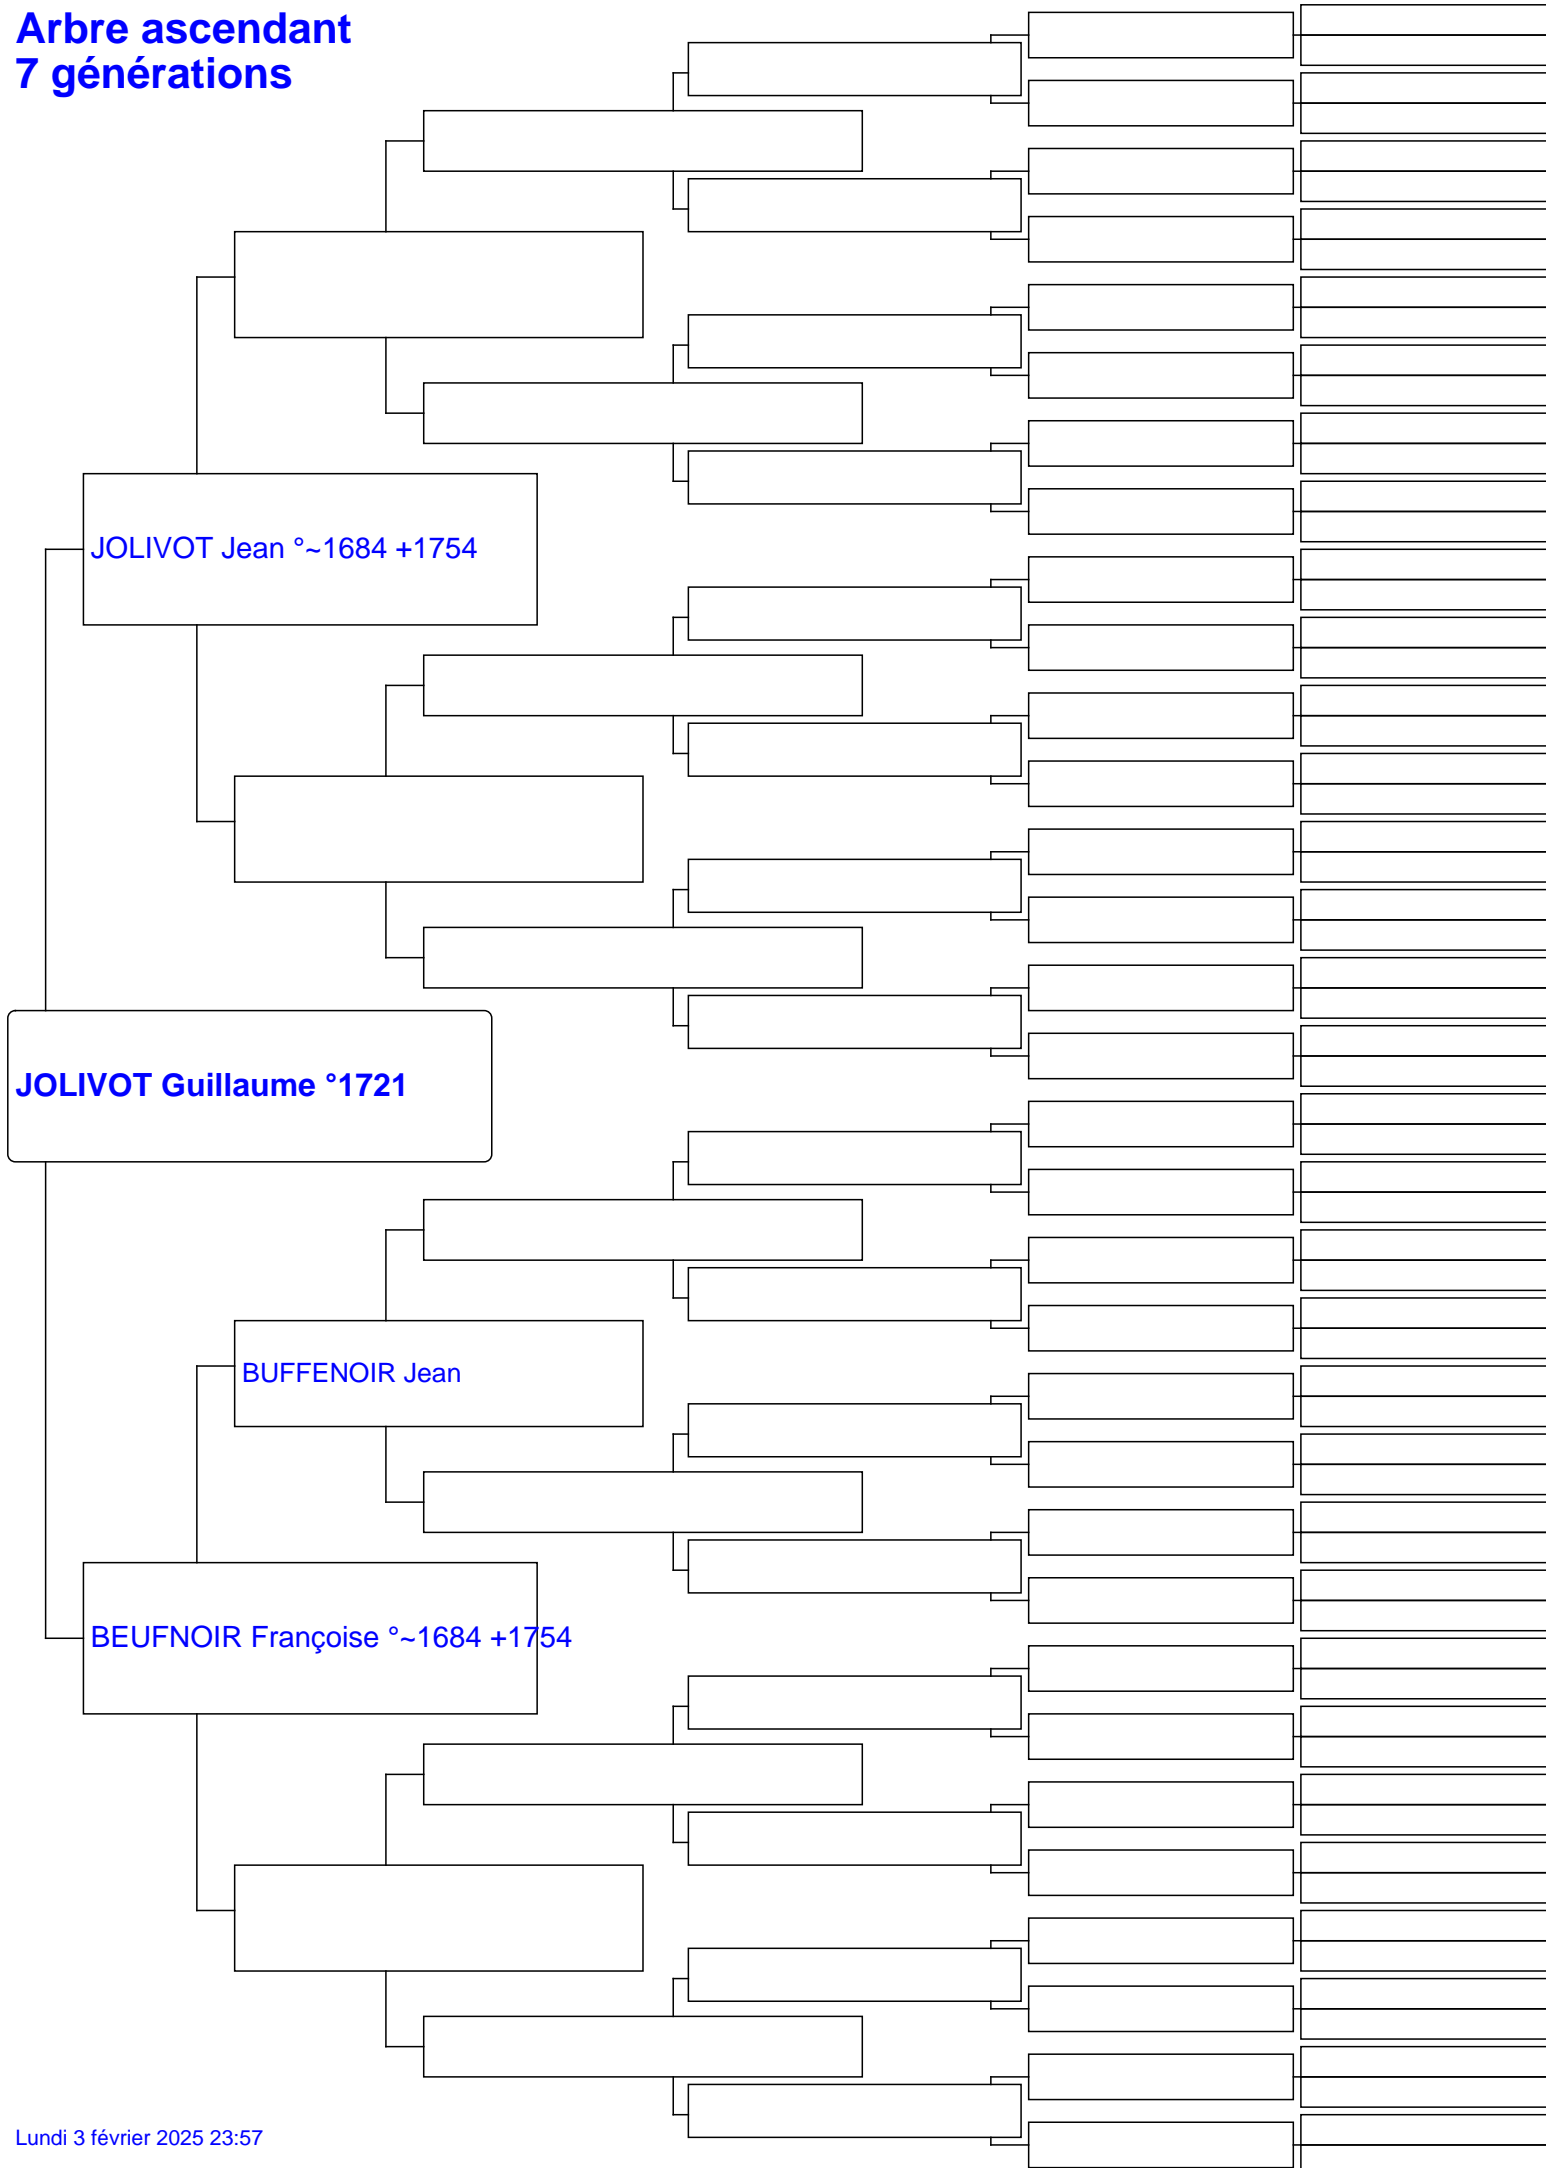 Arbre ascendant
7 générations
JOLIVOT Jean °~1684 +1754
JOLIVOT Guillaume °1721
BUFFENOIR Jean
BEUFNOIR Françoise °~1684 +1754
Lundi 3 février 2025 23:57